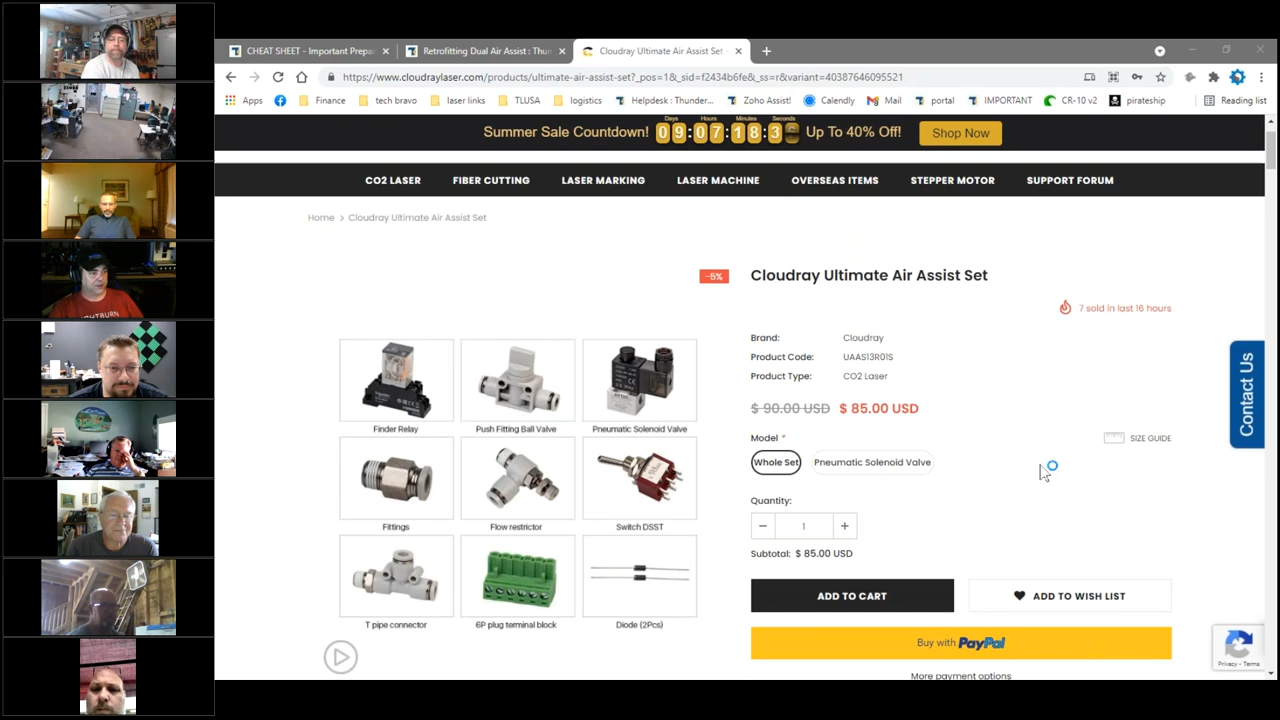 CHEAT SHEET - Important Prepa
Retrofitting Dual Air Assist : Thun
Cloudray Ultimate Air Assist Set
https://www.cloudraylaser.com/products/ultimate-air-assist-set?_pos=1&_sid=f2434b6fe&_ss=r&variant=40387646095521
Apps
Finance
tech bravo
laser links
TLUSA
logistics
Helpdesk : Thunder...
Zoho Assist!
Calendly
Mail
portal
IMPORTANT
CR-10 v2
pirateship
Reading list
Summer Sale Countdown!
Days Hours Minutes Seconds
09:07:18:3
Up To 40% Off!
Shop Now
CO2 LASER
FIBER CUTTING
LASER MARKING
LASER MACHINE
OVERSEAS ITEMS
STEPPER MOTOR
SUPPORT FORUM
Home > Cloudray Ultimate Air Assist Set
-5%
Cloudray Ultimate Air Assist Set
7 sold in last 16 hours
Brand: Cloudray
Product Code: UAAS13R01S
Product Type: CO2 Laser
$ 90.00 USD $ 85.00 USD
Model *
SIZE GUIDE
Whole Set
Pneumatic Solenoid Valve
Quantity:
1
Subtotal: $ 85.00 USD
ADD TO CART
ADD TO WISH LIST
Buy with PayPal
More payment options
Finder Relay
Push Fitting Ball Valve
Pneumatic Solenoid Valve
Fittings
Flow restrictor
Switch DSST
T pipe connector
6P plug terminal block
Diode (2Pcs)
Contact Us
Privacy - Terms